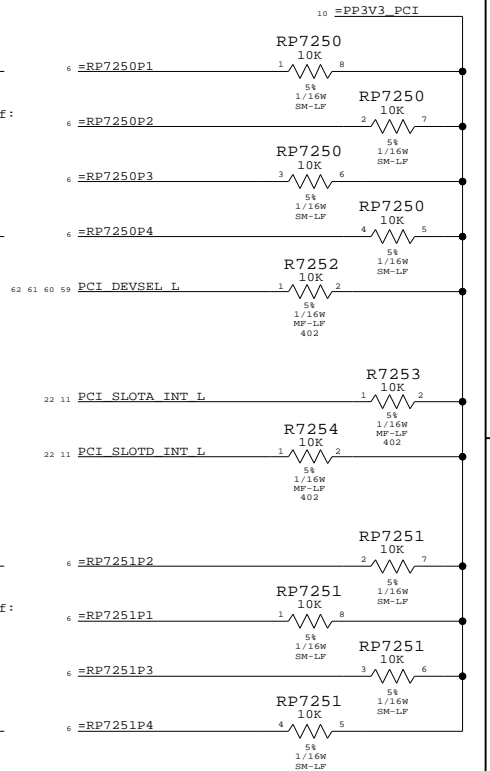 10 =PP3V3_PCI
RP7250
10K
6 =RP7250P1 1 8
5%
1/16W
SM-LF
RP7250
10K
f:
6 =RP7250P2 2 7
5%
1/16W
SM-LF
RP7250
10K
6 =RP7250P3 3 6
5%
1/16W
SM-LF
RP7250
10K
6 =RP7250P4 4 5
5%
1/16W
SM-LF
R7252
10K
62 61 60 59 PCI_DEVSEL_L 1 2
5%
1/16W
MF-LF
402
R7253
10K
22 11 PCI_SLOTA_INT_L 1 2
5%
1/16W
MF-LF
402
R7254
10K
22 11 PCI_SLOTD_INT_L 1 2
5%
1/16W
MF-LF
402
RP7251
10K
6 =RP7251P2 2 7
5%
1/16W
SM-LF
RP7251
10K
f:
6 =RP7251P1 1 8
5%
1/16W
SM-LF
RP7251
10K
6 =RP7251P3 3 6
5%
1/16W
SM-LF
RP7251
10K
6 =RP7251P4 4 5
5%
1/16W
SM-LF